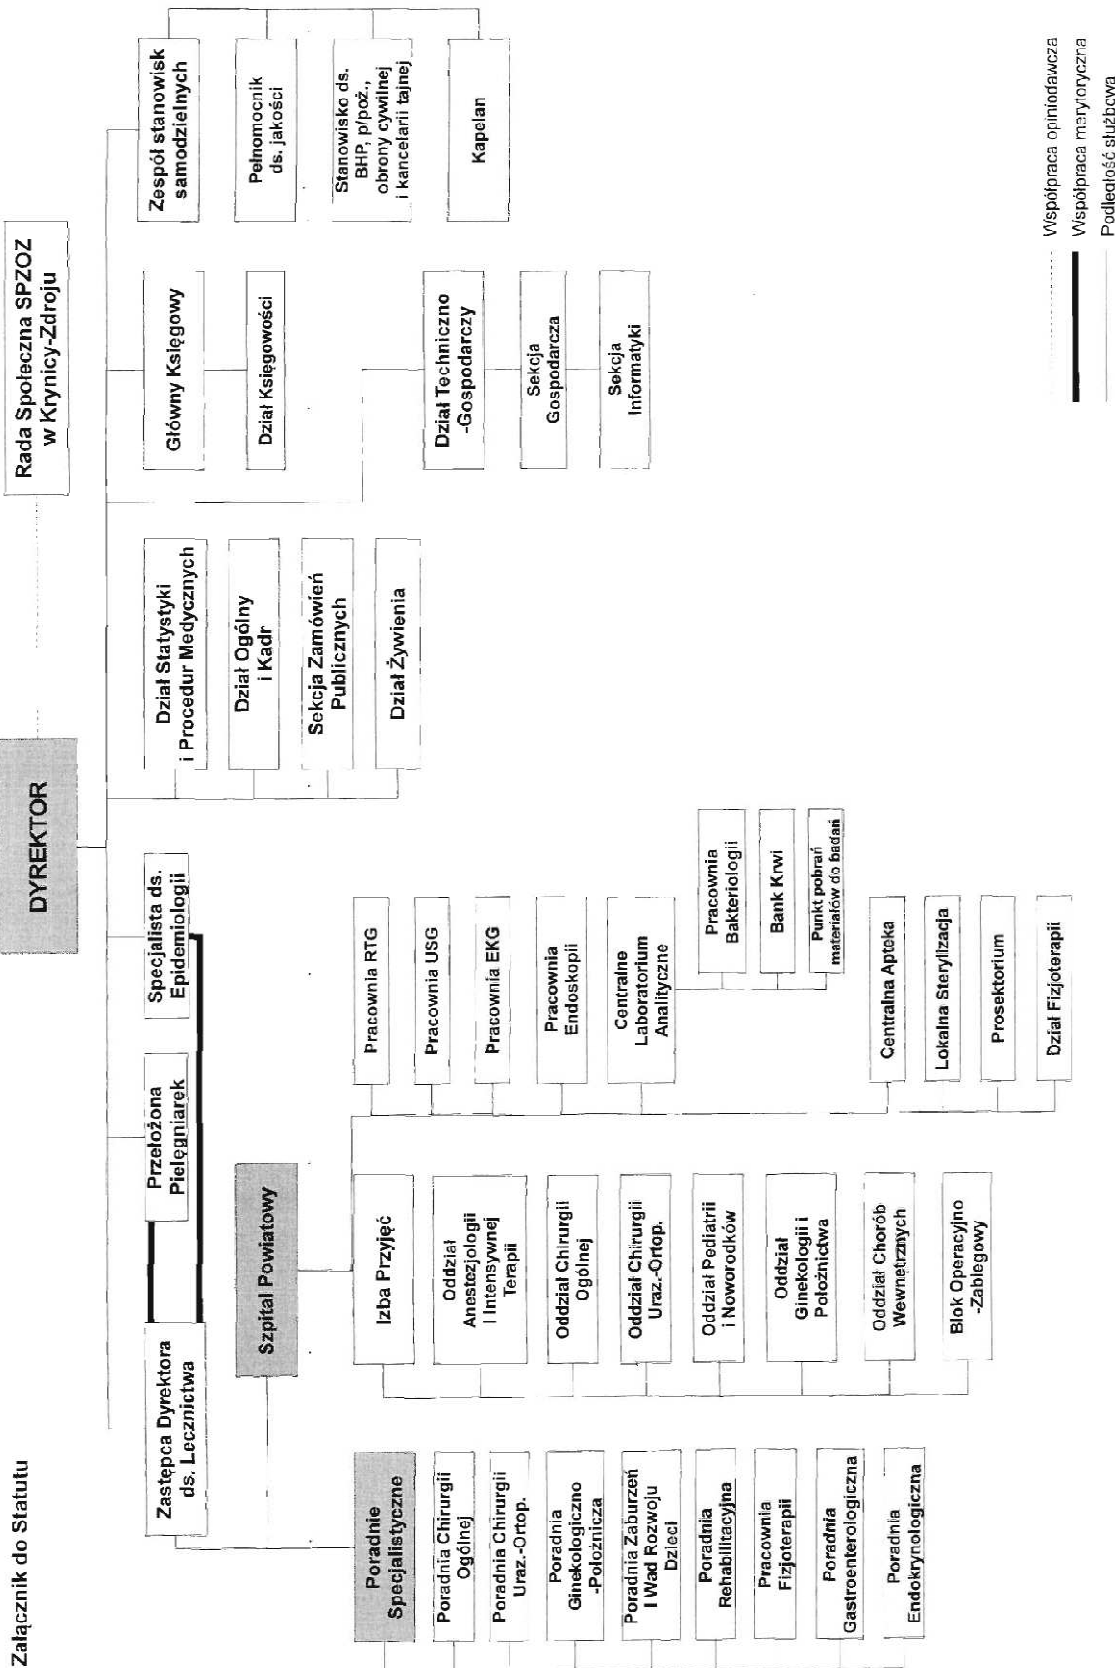 Załącznik do Statutu
DYREKTOR
Rada Społeczna SPZOZ
w Krynicy-Zdroju
Zastępca Dyrektora
ds. Lecznictwa
Przełożona
Pielęgniarek
Specjalista ds.
Epidemiologii
Dział Statystyki
i Procedur Medycznych
Dział Ogólny
i Kadr
Sekcja Zamówień
Publicznych
Dział Żywienia
Główny Księgowy
Dział Księgowości
Dział Techniczno
-Gospodarczy
Sekcja
Gospodarcza
Sekcja
Informatyki
Zespół stanowisk
samodzielnych
Pełnomocnik
ds. jakości
Stanowisko ds.
BHP, p/poż.,
obrony cywilnej
i kancelarii tajnej
Kapelan
Szpital Powiatowy
Poradnie
Specjalistyczne
Poradnia Chirurgii
Ogólnej
Poradnia Chirurgii
Uraz.-Ortop.
Poradnia
Ginekologiczno
-Położnicza
Poradnia Zaburzeń
I Wad Rozwoju
Dzieci
Poradnia
Rehabilitacyjna
Pracownia
Fizjoterapii
Poradnia
Gastroenterologiczna
Poradnia
Endokrynologiczna
Izba Przyjęć
Oddział
Anestezjologii
I Intensywnej
Terapii
Oddział Chirurgii
Ogólnej
Oddział Chirurgii
Uraz.-Ortop.
Oddział Pediatrii
i Noworodków
Oddział
Ginekologii i
Położnictwa
Oddział Chorób
Wewnętrznych
Blok Operacyjno
-Zabiegowy
Pracownia RTG
Pracownia USG
Pracownia EKG
Pracownia
Endoskopii
Centralne
Laboratorium
Analityczne
Pracownia
Bakteriologii
Bank Krwi
Punkt pobrań
materiałów do badań
Centralna Apteka
Lokalna Sterylizacja
Prosektorium
Dział Fizjoterapii
Współpraca opiniodawcza
Współpraca merytoryczna
Podległość służbowa